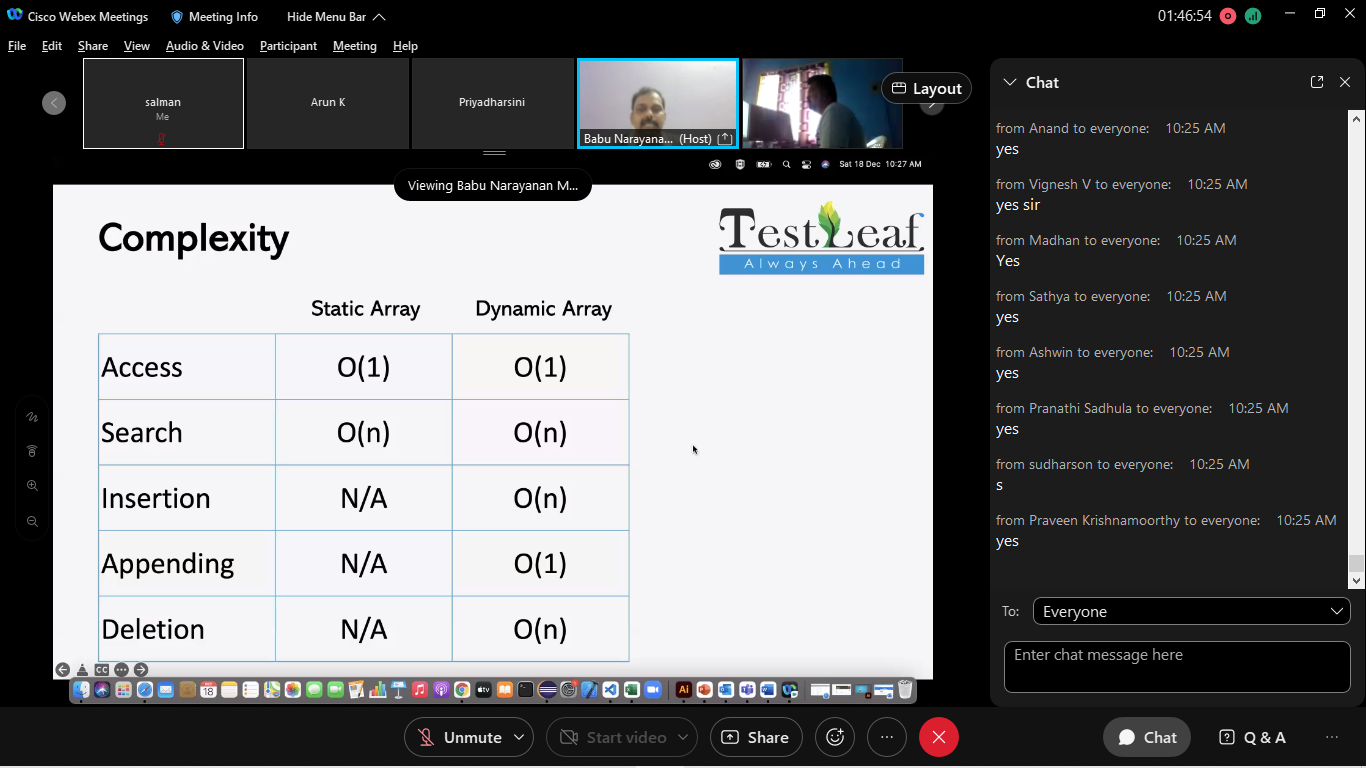 Cisco Webex Meetings
Meeting Info
Hide Menu Bar
01:46:54
File Edit Share View Audio & Video Participant Meeting Help
salman
Me
Arun K
Priyadharsini
Babu Narayana... (Host)
Layout
Sat 18 Dec 10:27 AM
Viewing Babu Narayanan M...
Complexity
TestLeaf
Always Ahead
Static Array Dynamic Array
Access O(1) O(1)
Search O(n) O(n)
Insertion N/A O(n)
Appending N/A O(1)
Deletion N/A O(n)
CC
18
tv
Ai
Unmute
Start video
Share
Chat
from Anand to everyone: 10:25 AM
yes
from Vignesh V to everyone: 10:25 AM
yes sir
from Madhan to everyone: 10:25 AM
Yes
from Sathya to everyone: 10:25 AM
yes
from Ashwin to everyone: 10:25 AM
yes
from Pranathi Sadhula to everyone: 10:25 AM
yes
from sudharson to everyone: 10:25 AM
s
from Praveen Krishnamoorthy to everyone: 10:25 AM
yes
To: Everyone
Enter chat message here
Chat
Q & A